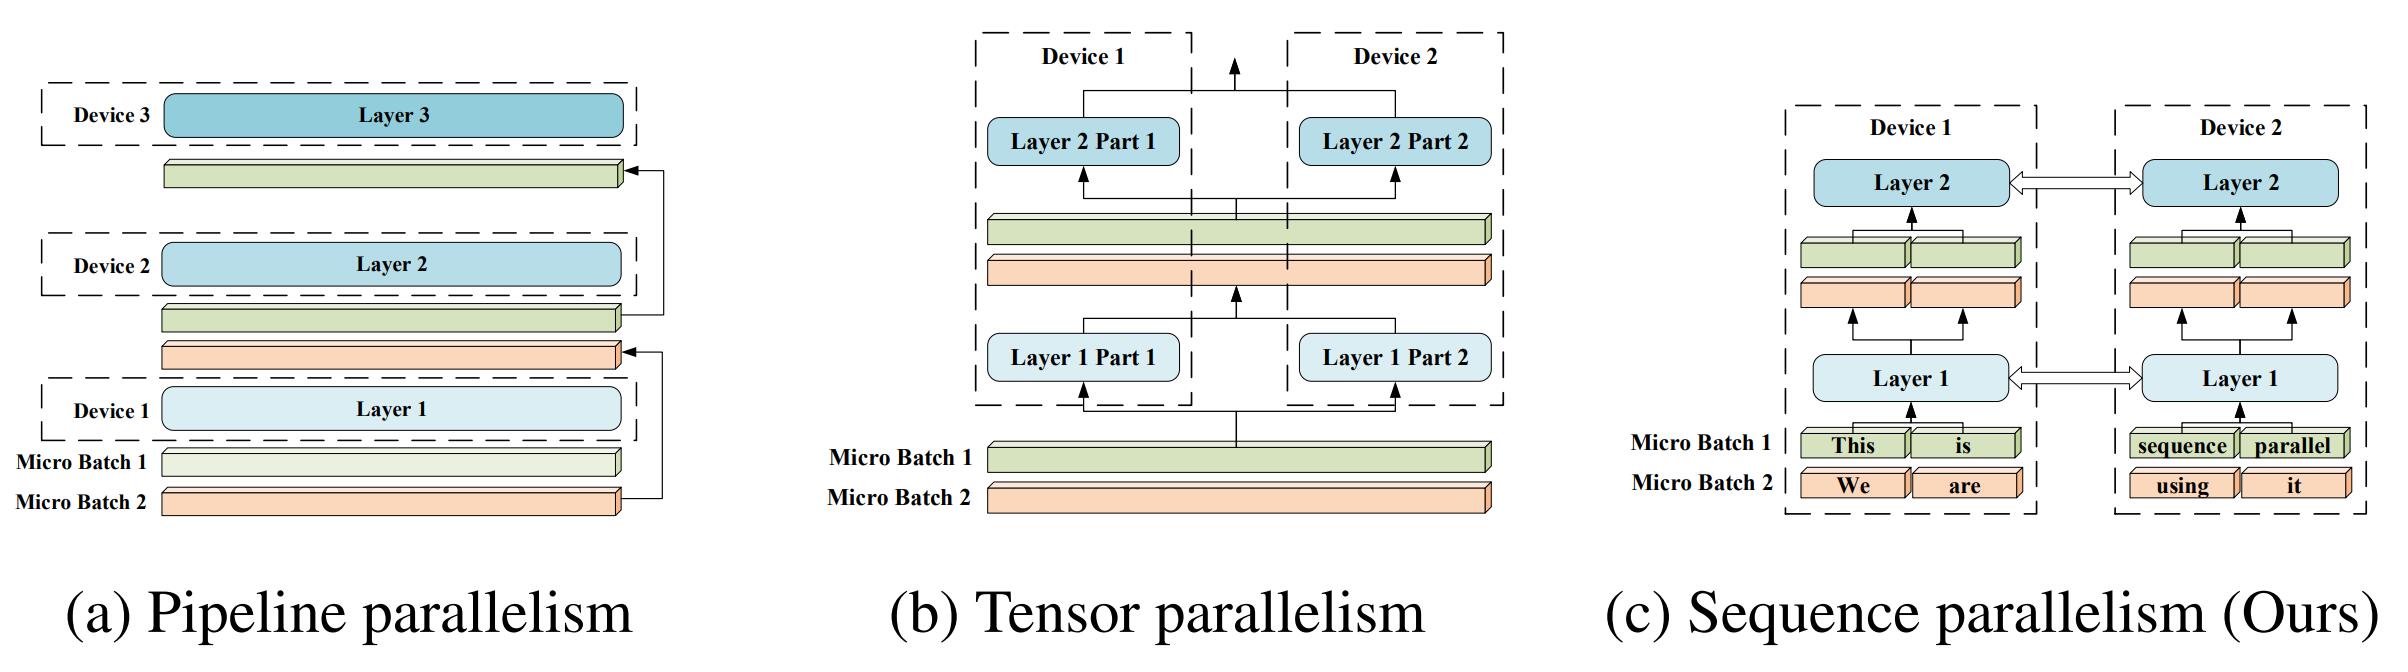 Device 3
Layer 3
Device 2
Layer 2
Device 1
Layer 1
Micro Batch 1
Micro Batch 2
(a) Pipeline parallelism
Device 1
Device 2
Layer 2 Part 1
Layer 2 Part 2
Layer 1 Part 1
Layer 1 Part 2
Micro Batch 1
Micro Batch 2
(b) Tensor parallelism
Device 1
Device 2
Layer 2
Layer 2
Layer 1
Layer 1
Micro Batch 1 This is sequence parallel
Micro Batch 2 We are using it
(c) Sequence parallelism (Ours)